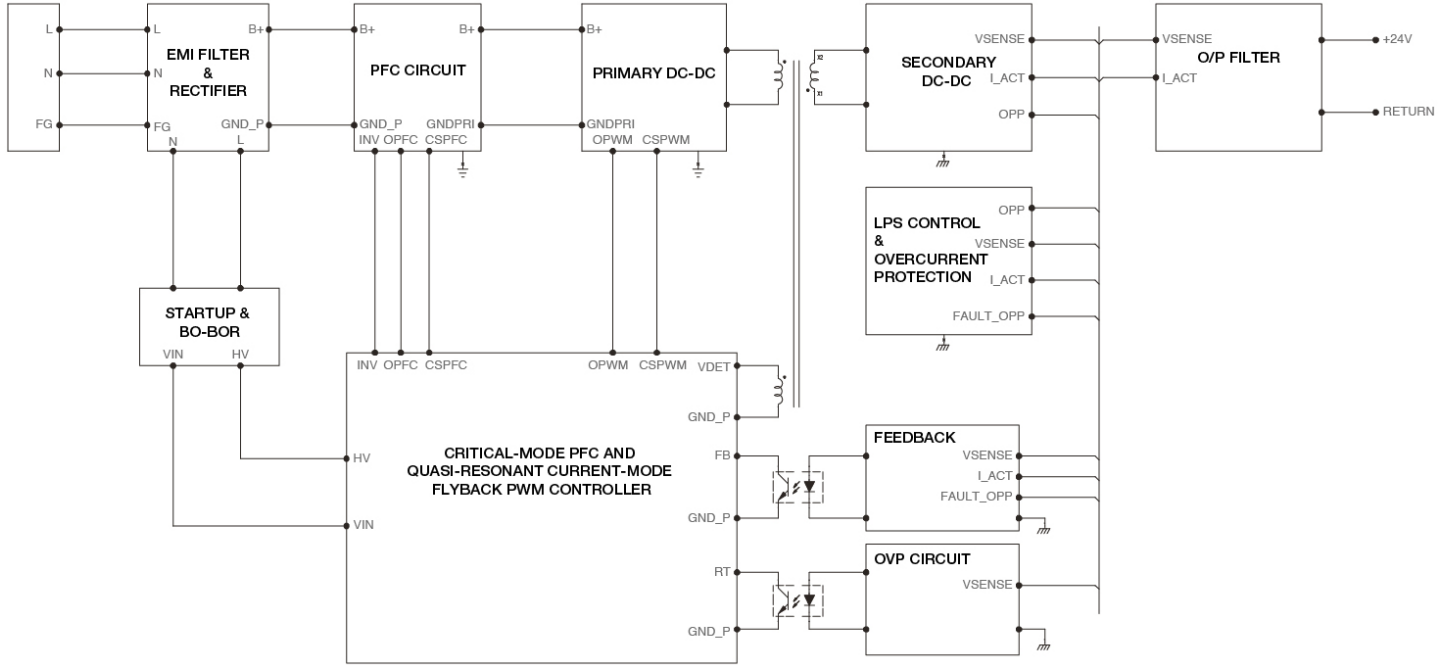 L
N
FG
L
N
FG
B+
GND_P
N
L
EMI FILTER
&
RECTIFIER
B+
GND_P
B+
GNDPRI
INV OPFC CSPFC
PFC CIRCUIT
B+
GNDPRI
OPWM CSPWM
PRIMARY DC-DC
X2
X1
SECONDARY
DC-DC
VSENSE
I_ACT
OPP
VSENSE
I_ACT
O/P FILTER
+24V
RETURN
LPS CONTROL
&
OVERCURRENT
PROTECTION
OPP
VSENSE
I_ACT
FAULT_OPP
STARTUP &
BO-BOR
VIN HV
INV OPFC CSPFC OPWM CSPWM VDET
GND_P
HV
VIN
CRITICAL-MODE PFC AND
QUASI-RESONANT CURRENT-MODE
FLYBACK PWM CONTROLLER
FB
GND_P
RT
GND_P
FEEDBACK
VSENSE
I_ACT
FAULT_OPP
OVP CIRCUIT
VSENSE